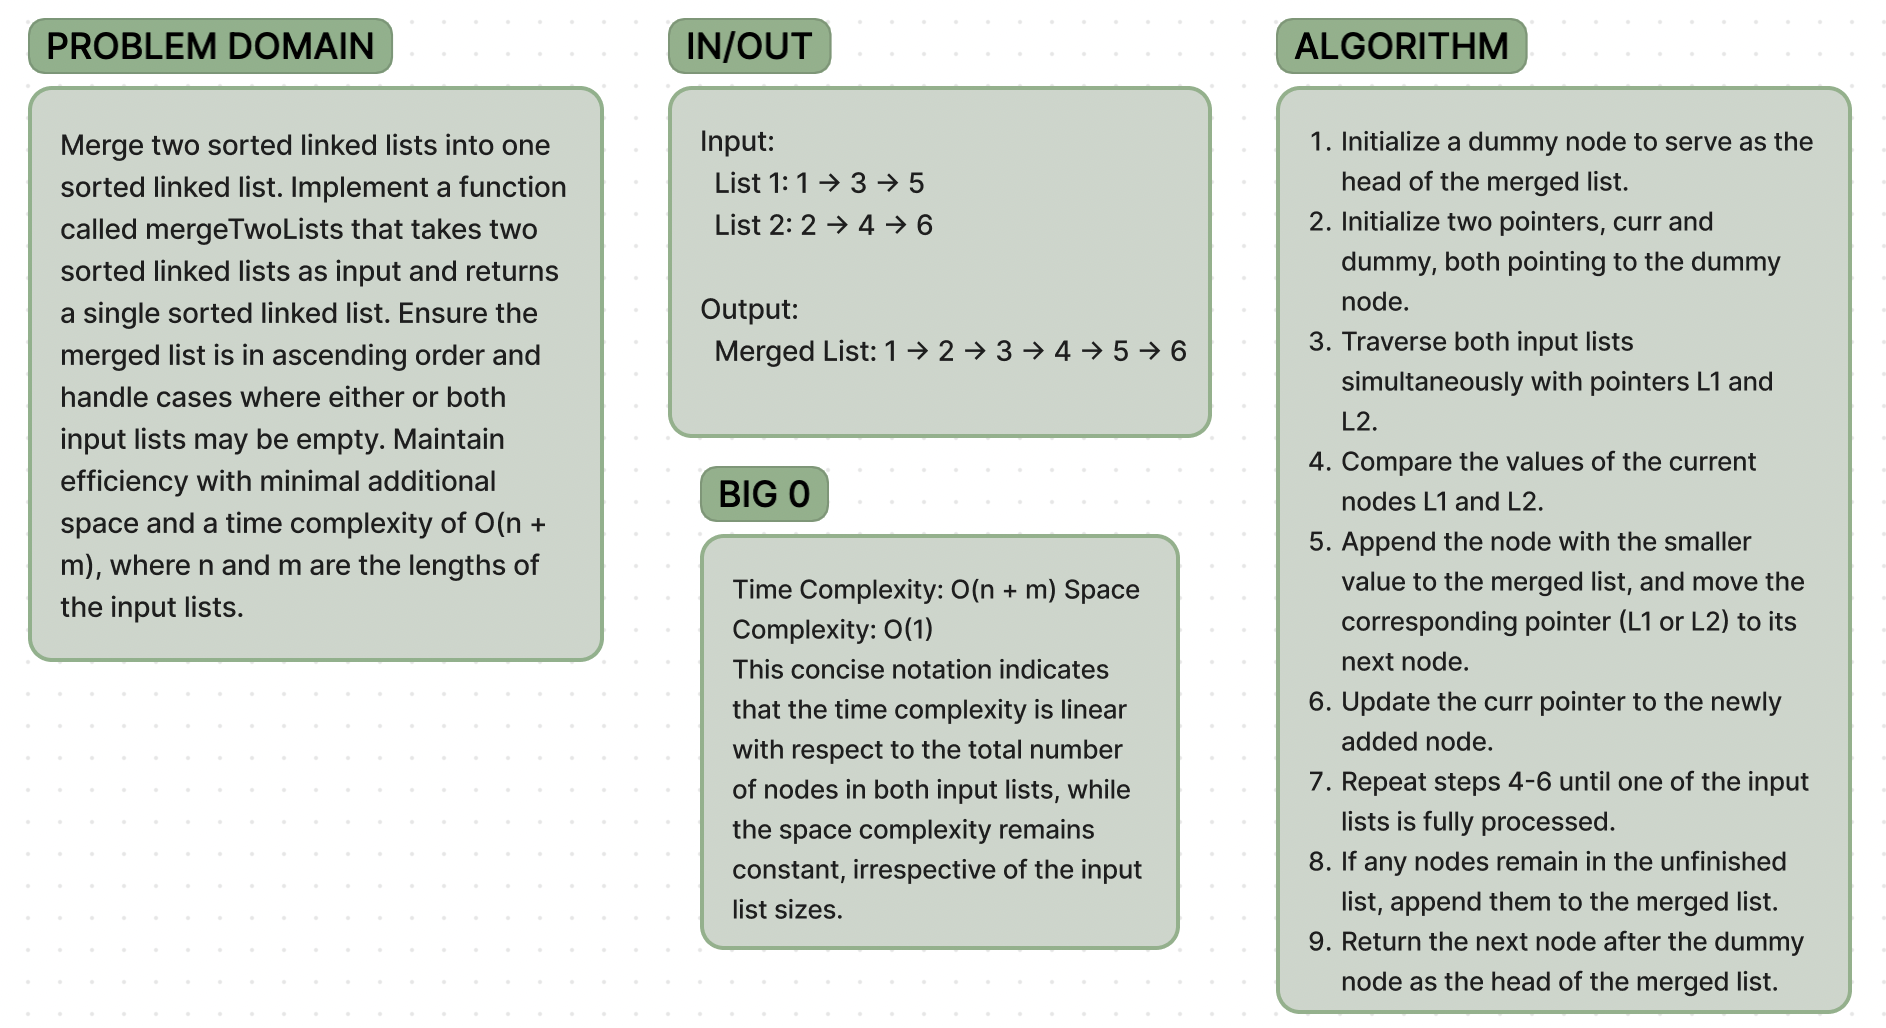 PROBLEM DOMAIN
Merge two sorted linked lists into one
sorted linked list. Implement a function
called mergeTwoLists that takes two
sorted linked lists as input and returns
a single sorted linked list. Ensure the
merged list is in ascending order and
handle cases where either or both
input lists may be empty. Maintain
efficiency with minimal additional
space and a time complexity of O(n +
m), where n and m are the lengths of
the input lists.
IN/OUT
Input:
List 1: 1 → 3 → 5
List 2: 2 → 4 → 6
Output:
Merged List: 1 → 2 → 3 → 4 → 5 → 6
BIG 0
Time Complexity: O(n + m) Space
Complexity: O(1)
This concise notation indicates
that the time complexity is linear
with respect to the total number
of nodes in both input lists, while
the space complexity remains
constant, irrespective of the input
list sizes.
ALGORITHM
1. Initialize a dummy node to serve as the
head of the merged list.
2. Initialize two pointers, curr and
dummy, both pointing to the dummy
node.
3. Traverse both input lists
simultaneously with pointers L1 and
L2.
4. Compare the values of the current
nodes L1 and L2.
5. Append the node with the smaller
value to the merged list, and move the
corresponding pointer (L1 or L2) to its
next node.
6. Update the curr pointer to the newly
added node.
7. Repeat steps 4-6 until one of the input
lists is fully processed.
8. If any nodes remain in the unfinished
list, append them to the merged list.
9. Return the next node after the dummy
node as the head of the merged list.